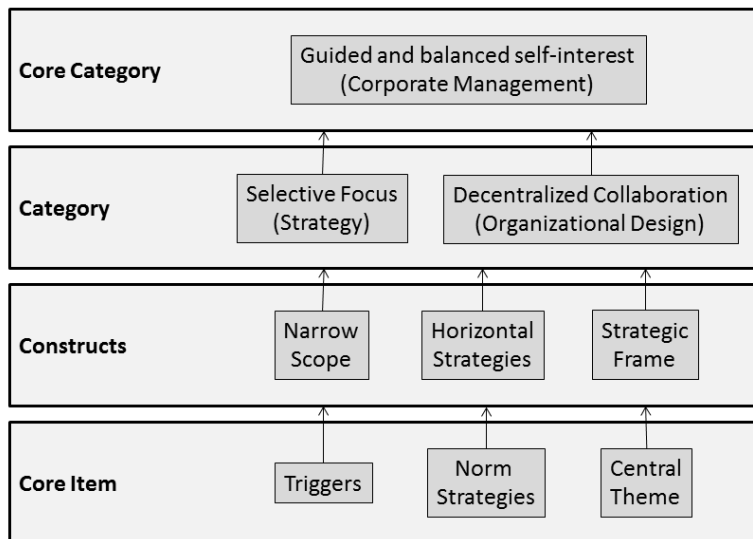 Core Category
Guided and balanced self-interest
(Corporate Management)
Category
Selective Focus
(Strategy)
Decentralized Collaboration
(Organizational Design)
Constructs
Narrow
Scope
Horizontal
Strategies
Strategic
Frame
Core Item
Triggers
Norm
Strategies
Central
Theme